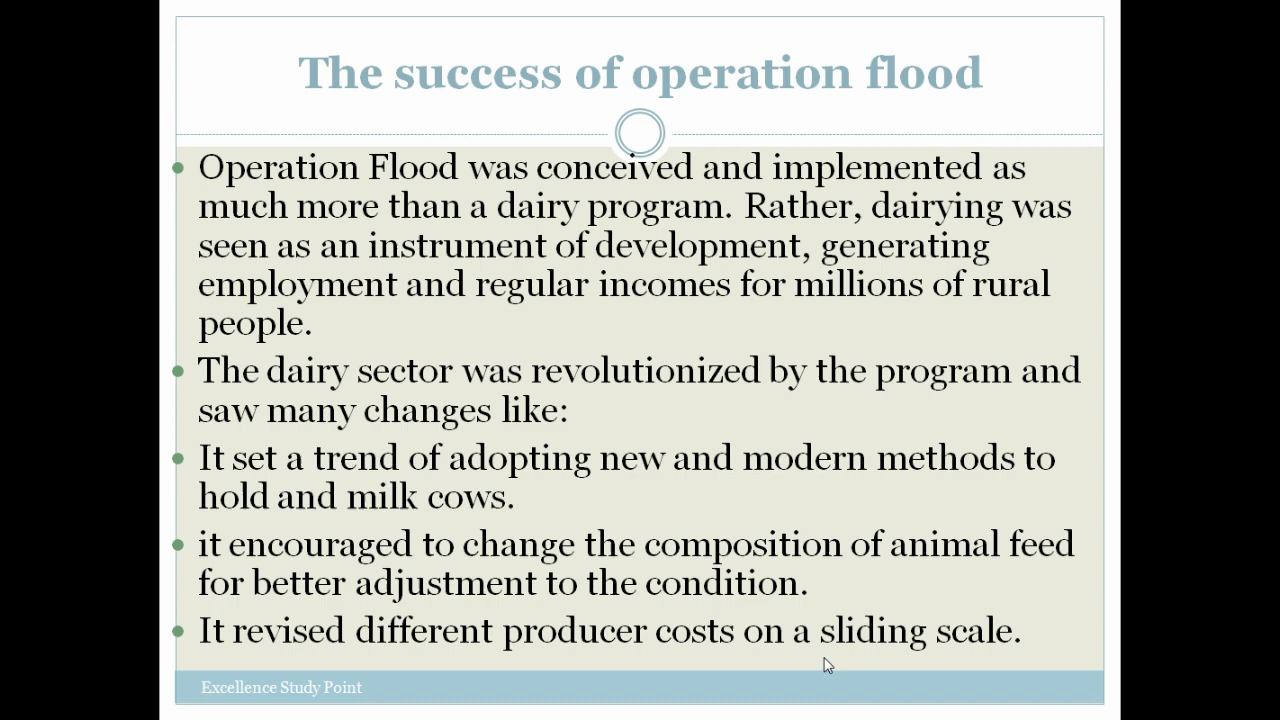 The success of operation flood
Operation Flood was conceived and implemented as
much more than a dairy program. Rather, dairying was
seen as an instrument of development, generating
employment and regular incomes for millions of rural
people.
The dairy sector was revolutionized by the program and
saw many changes like:
It set a trend of adopting new and modern methods to
hold and milk cows.
it encouraged to change the composition of animal feed
for better adjustment to the condition.
It revised different producer costs on a sliding scale.
Excellence Study Point